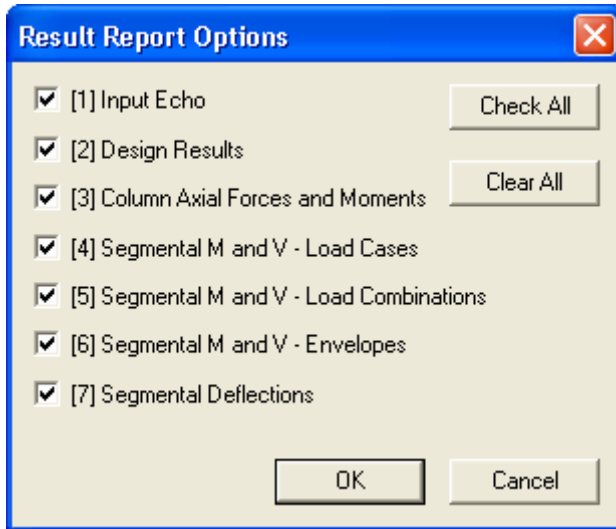 Result Report Options
[1] Input Echo
Check All
[2] Design Results
Clear All
[3] Column Axial Forces and Moments
[4] Segmental M and V - Load Cases
[5] Segmental M and V - Load Combinations
[6] Segmental M and V - Envelopes
[7] Segmental Deflections
OK
Cancel